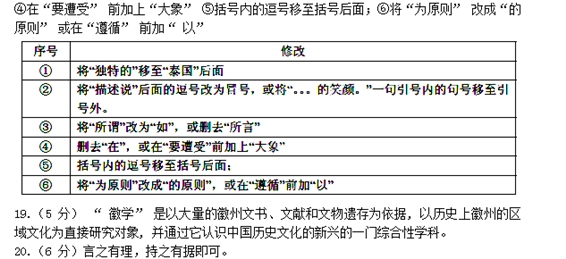 ④在“要遭受” 前加上“大象” ⑤括号内的逗号移至括号后面；⑥将“为原则” 改成“的
原则” 或在“遵循” 前加“ 以”
序号 修改
① 将“独特的”移至“泰国”后面
② 将“描述说”后面的逗号改为冒号，或将“。。。的笑颜。”一句引号内的句号移至引
号外。
③ 将“所谓”改为“如”，或删去“所言”
④ 删去“在”，或在“要遭受”前加上“大象”
⑤ 括号内的逗号移至括号后面；
⑥ 将“为原则”改成“的原则”，或在“遵循”前加“以”
19.（5 分） “ 徽学” 是以大量的徽州文书、文献和文物遗存为依据，以历史上徽州的区
域文化为直接研究对象，并通过它认识中国历史文化的新兴的一门综合性学科。
20.（6 分）言之有理，持之有据即可。